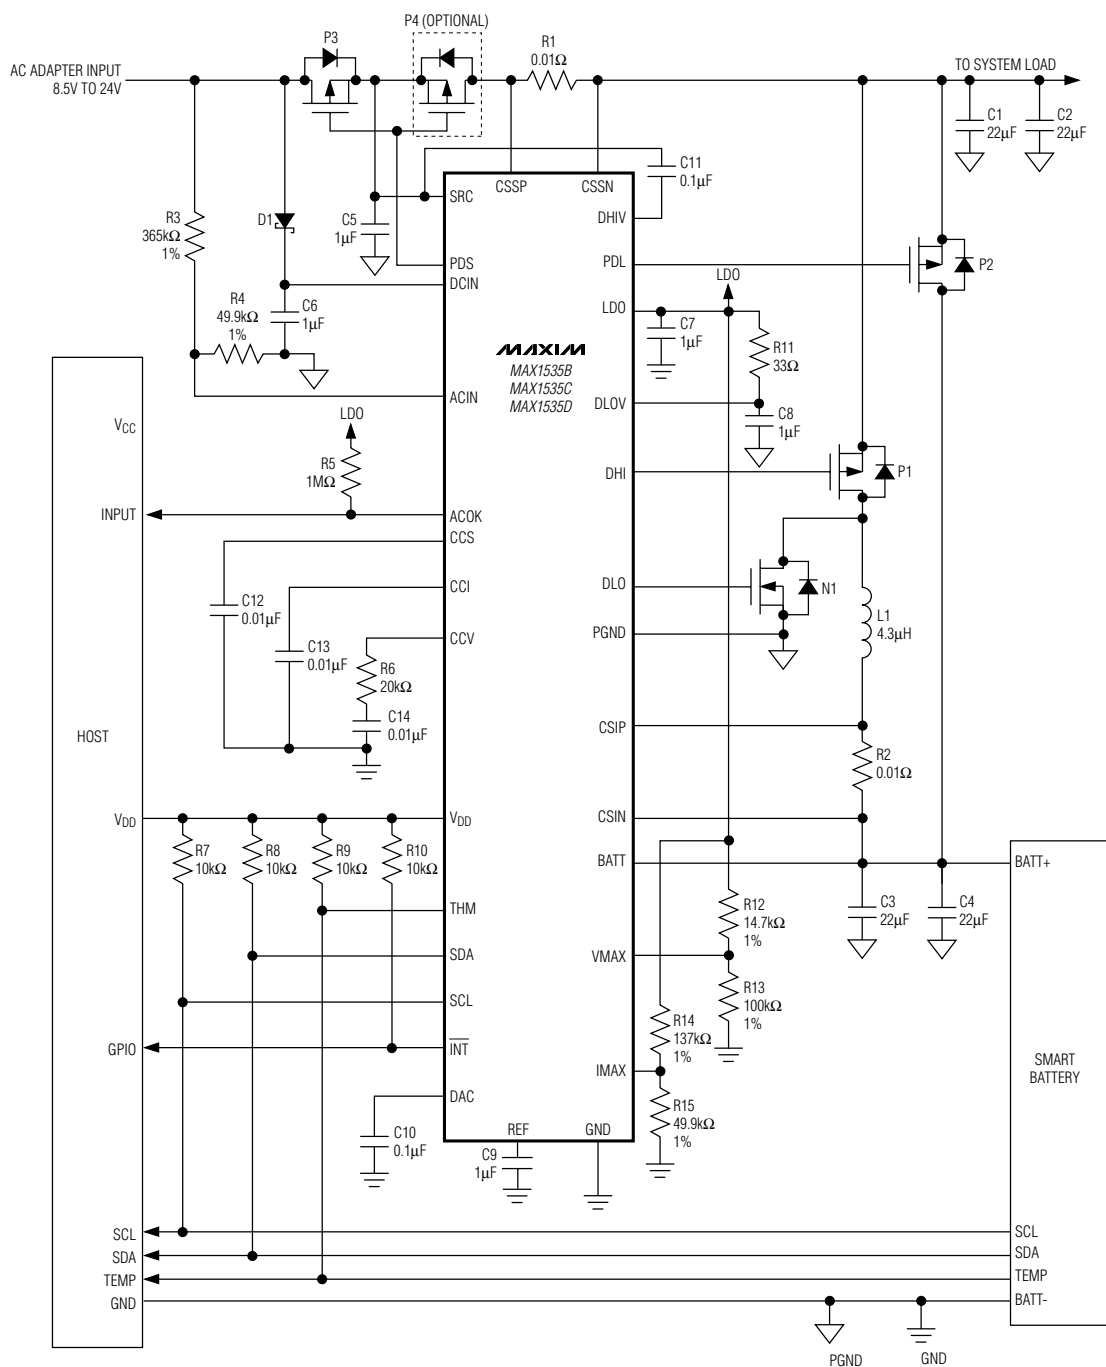 P4 (OPTIONAL)
P3
R1
0.01Ω
AC ADAPTER INPUT
8.5V TO 24V
TO SYSTEM LOAD
C1
22µF
C2
22µF
C11
0.1µF
CSSP
CSSN
SRC
DHIV
R3
365kΩ
1%
D1
C5
1µF
PDS
DCIN
PDL
P2
LDO
LDO
R4
49.9kΩ
1%
C6
1µF
C7
1µF
R11
33Ω
MAXIM
MAX1535B
MAX1535C
MAX1535D
ACIN
DLOV
C8
1µF
VCC
LDO
R5
1MΩ
DHI
P1
INPUT
ACOK
CCS
CCI
DLO
N1
C12
0.01µF
PGND
L1
4.3µH
C13
0.01µF
CCV
R6
20kΩ
C14
0.01µF
CSIP
HOST
R2
0.01Ω
VDD
VDD
CSIN
R7
10kΩ
R8
10kΩ
R9
10kΩ
R10
10kΩ
BATT
BATT+
THM
R12
14.7kΩ
1%
C3
22µF
C4
22µF
SDA
VMAX
SCL
R13
100kΩ
1%
R14
137kΩ
1%
GPIO
INT
IMAX
SMART
BATTERY
DAC
R15
49.9kΩ
1%
C10
0.1µF
REF
GND
C9
1µF
SCL
SCL
SDA
SDA
TEMP
TEMP
GND
BATT-
PGND
GND